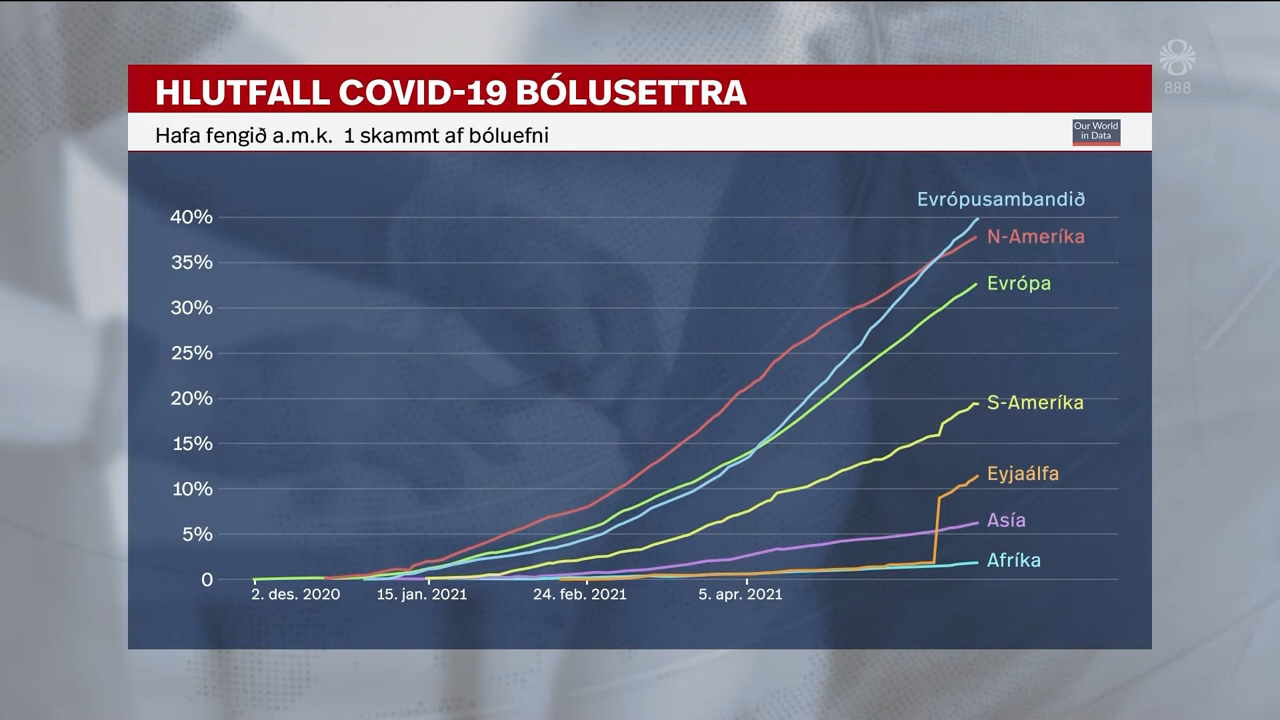 HLUTFALL COVID-19 BÓLUSETTRA
888
Hafa fengið a.m.k. 1 skammt af bóluefni
Our World
in Data
Evrópusambandið
40%
N-Ameríka
35%
Evrópa
30%
25%
20%
S-Ameríka
15%
Eyjaálfa
10%
Asía
5%
Afríka
0
2. des. 2020 15. jan. 2021 24. feb. 2021 5. apr. 2021